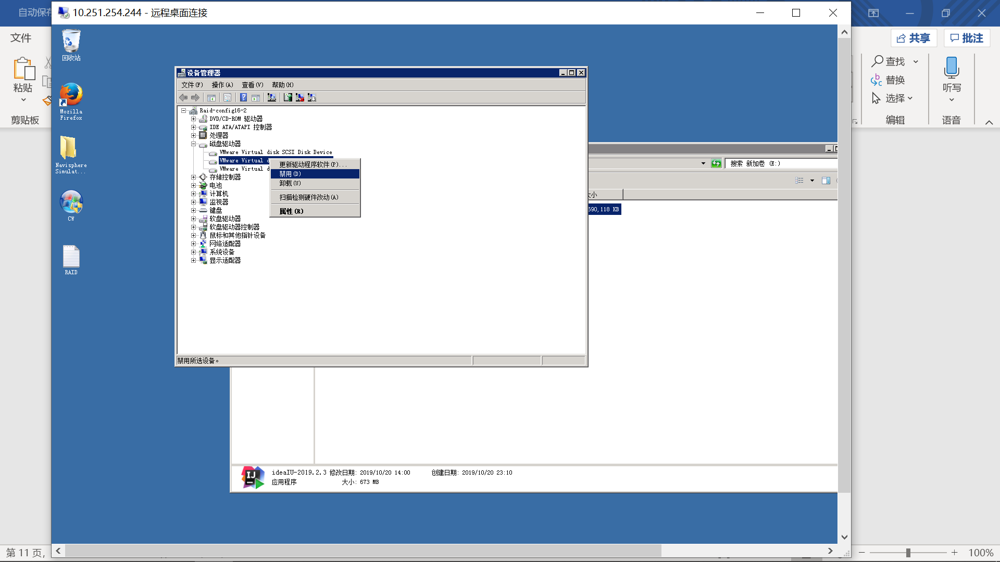 自动保存
10.251.254.244 - 远程桌面连接
文件
共享
批注
粘贴
剪贴板
查找
替换
选择
编辑
听写
语音
回收站
Mozilla
Firefox
Navisphere
Simulat...
CW
RAID
设备管理器
文件(F) 操作(A) 查看(V) 帮助(H)
Raid-config16-2
DVD/CD-ROM 驱动器
IDE ATA/ATAPI 控制器
处理器
磁盘驱动器
VMware Virtual disk SCSI Disk Device
VMware Virtual d
VMware Virtual d
存储控制器
电池
计算机
监视器
键盘
软盘驱动器
软盘驱动器控制器
鼠标和其他指针设备
网络适配器
系统设备
显示适配器
更新驱动程序软件(P)...
禁用(D)
卸载(U)
扫描检测硬件改动(A)
属性(R)
禁用所选设备。
搜索 新加卷 (E:)
大小
690,118 KB
ideaIU-2019.2.3 修改日期: 2019/10/20 14:00 创建日期: 2019/10/20 23:10
应用程序 大小: 673 MB
第 11 页,
100%